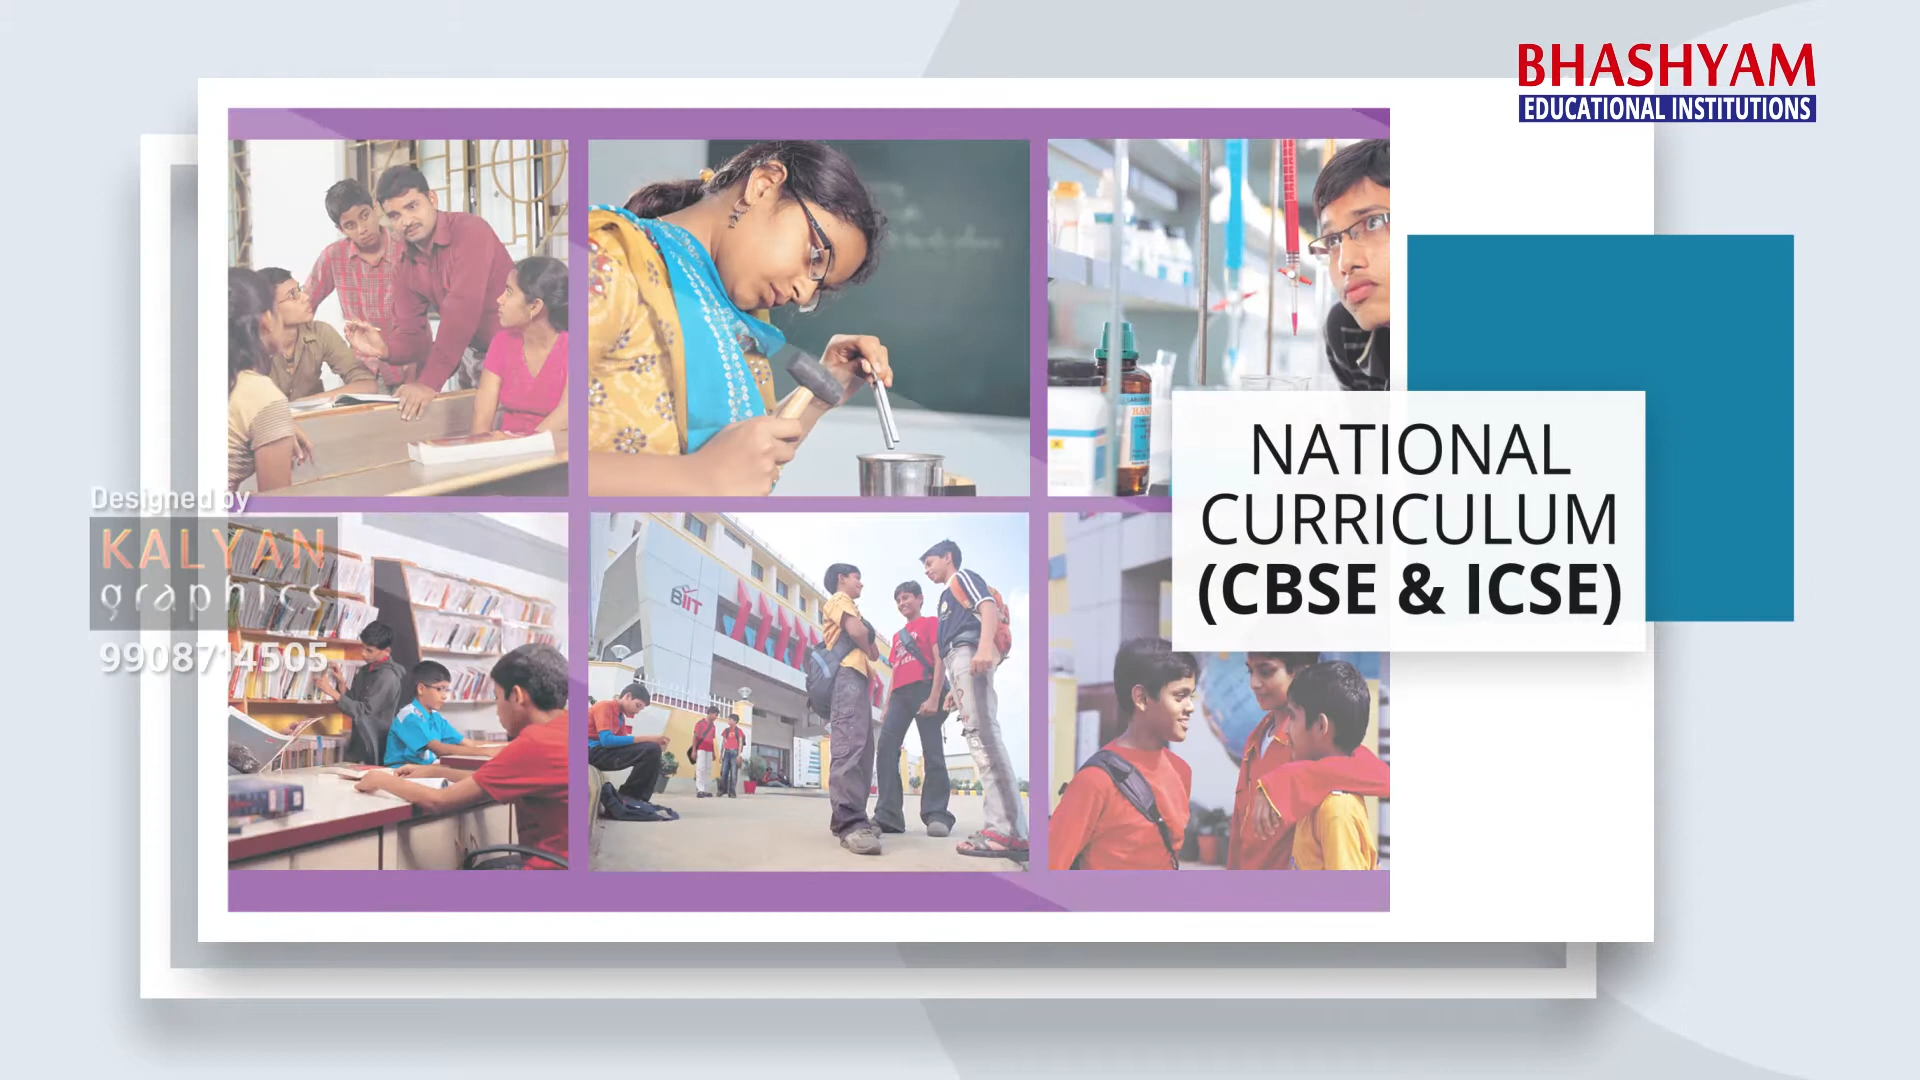 BHASHYAM
EDUCATIONAL INSTITUTIONS
NATIONAL
CURRICULUM
(CBSE & ICSE)
Designed by
KALYAN
graphics
9908714505
BIIT